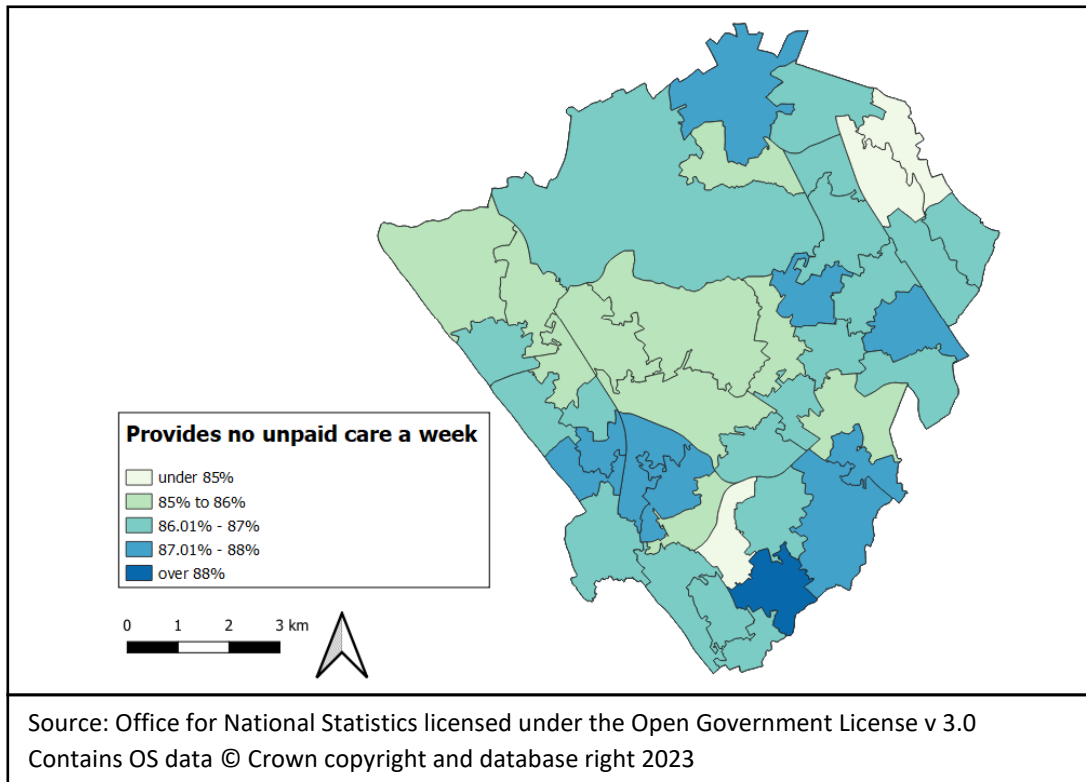 Provides no unpaid care a week
under 85%
85% to 86%
86.01% - 87%
87.01% - 88%
over 88%
0 1 2 3 km
Source: Office for National Statistics licensed under the Open Government License v 3.0
Contains OS data © Crown copyright and database right 2023